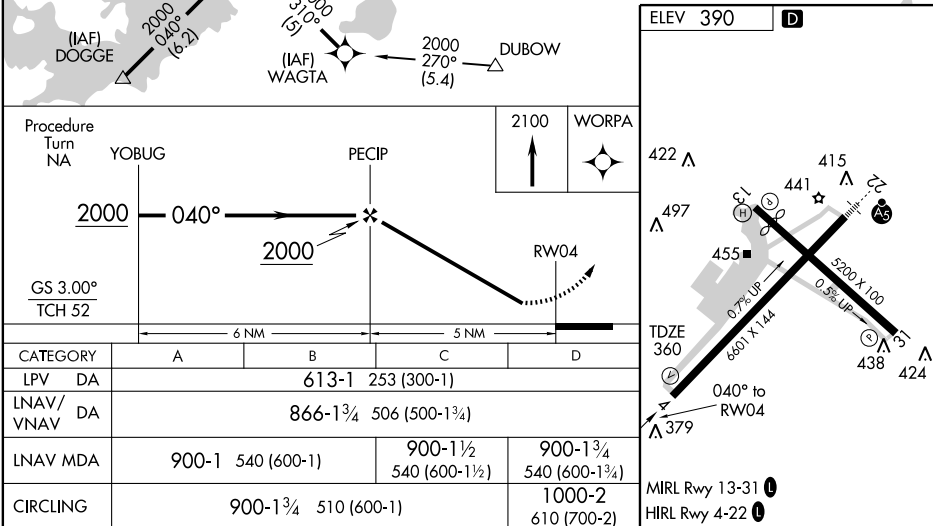 2000
040°
(6.2)
(IAF)
DOGGE
310°
(5)
(IAF)
WAGTA
2000
270°
(5.4)
DUBOW
Procedure
Turn
NA
YOBUG
PECIP
2100
WORPA
2000
040°
2000
RW04
GS 3.00°
TCH 52
6 NM
5 NM
CATEGORY A B C D
LPV DA 613-1 253 (300-1)
LNAV/
VNAV DA 866-1¾ 506 (500-1¾)
LNAV MDA 900-1 540 (600-1)
900-1½
540 (600-1½)
900-1¾
540 (600-1¾)
CIRCLING 900-1¾ 510 (600-1)
1000-2
610 (700-2)
ELEV 390 D
422
497
441
415
455
13
22
H
P
A5
5200 X 100
0.5% UP
0.7% UP
6601 X 144
31
P
438
424
TDZE
360
V
4
040° to
RW04
379
MIRL Rwy 13-31 L
HIRL Rwy 4-22 L